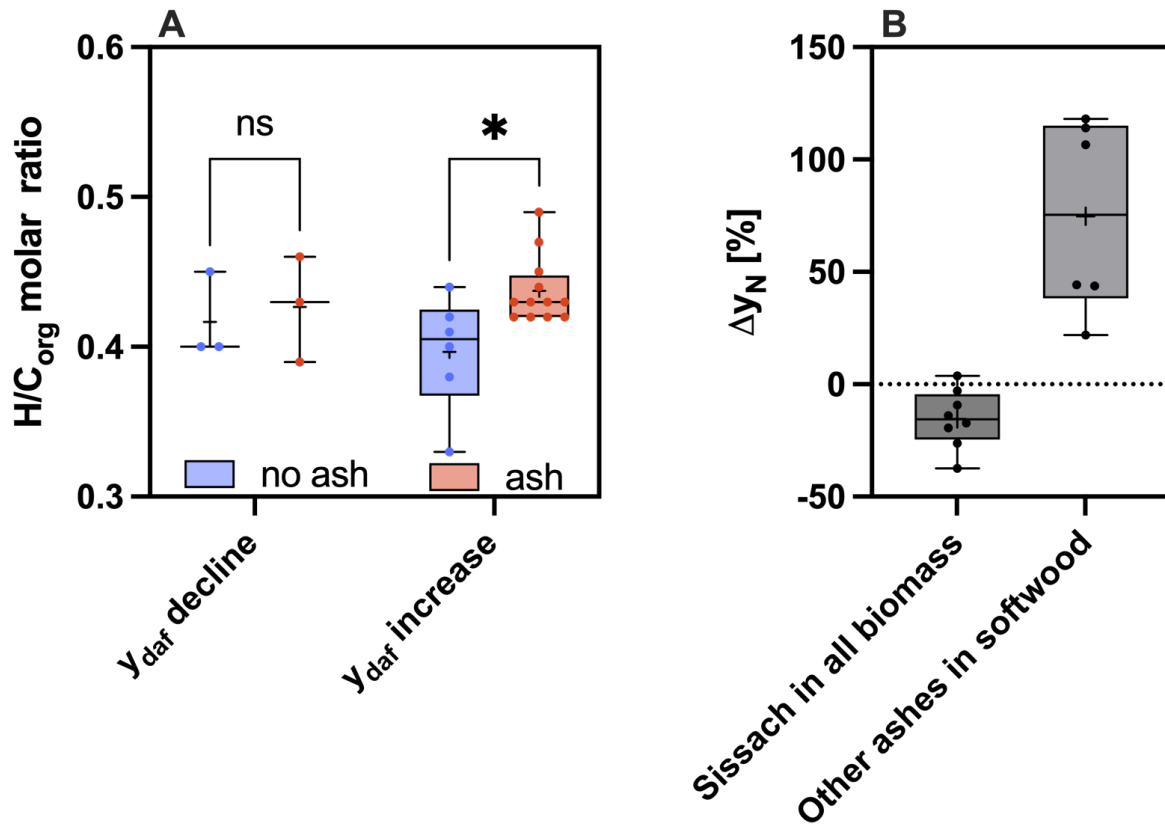 A
H/Corg molar ratio
0.6
0.5
0.4
0.3
ns
*
no ash
ash
ydaf decline
ydaf increase
B
ΔyN [%]
150
100
50
0
-50
Sissach in all biomass
Other ashes in softwood